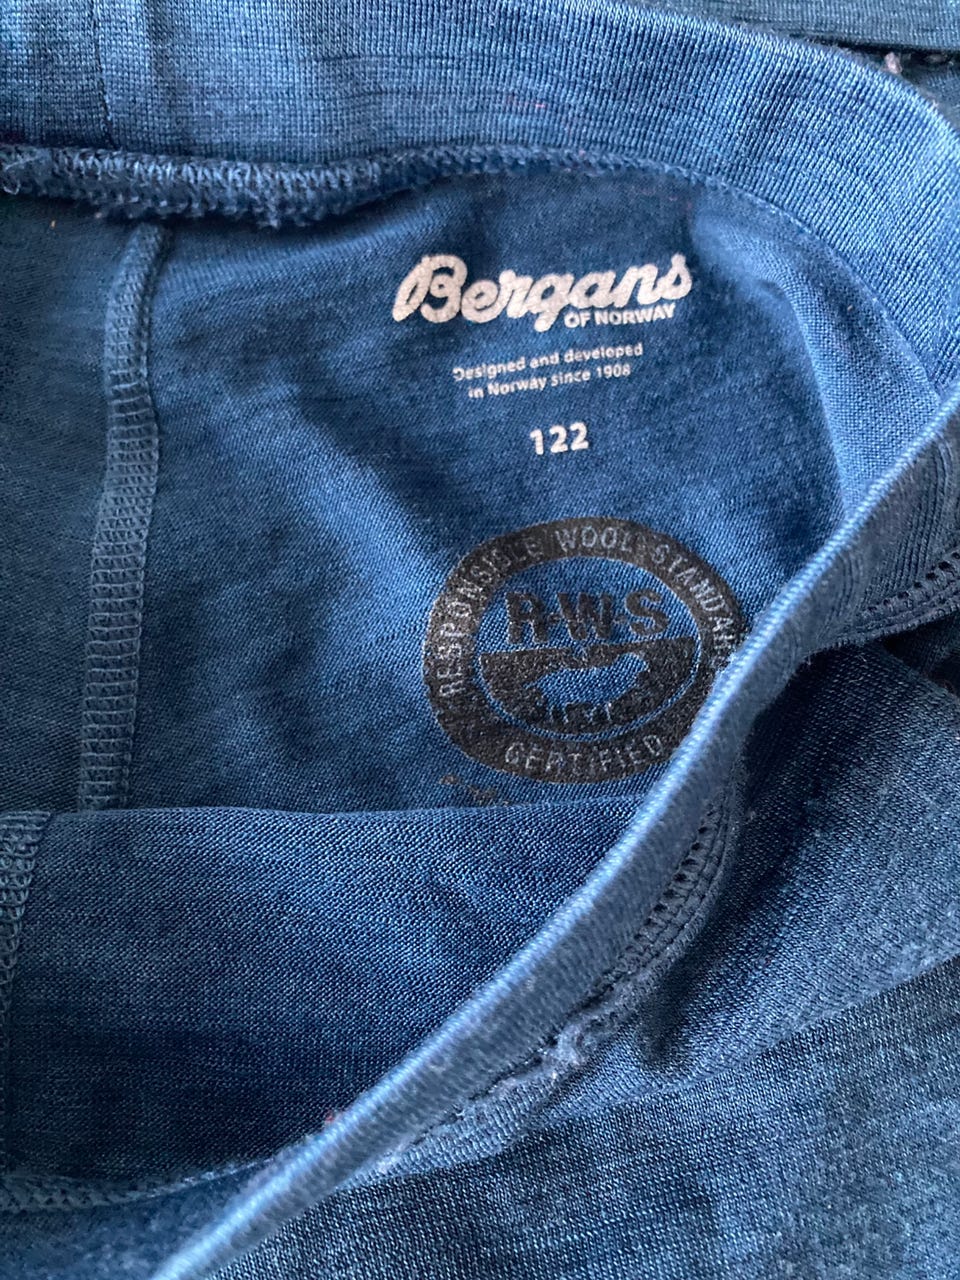 Bergans
OF NORWAY
Designed and developed
in Norway since 1908
122
RESPONSIBLE WOOL STANDARD
R-W-S
CERTIFIED